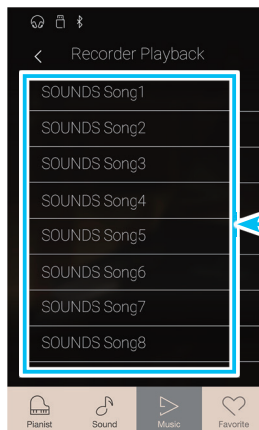 Recorder Playback
SOUNDS Song1
SOUNDS Song2
SOUNDS Song3
SOUNDS Song4
SOUNDS Song5
SOUNDS Song6
SOUNDS Song7
SOUNDS Song8
Pianist Sound Music Favorite